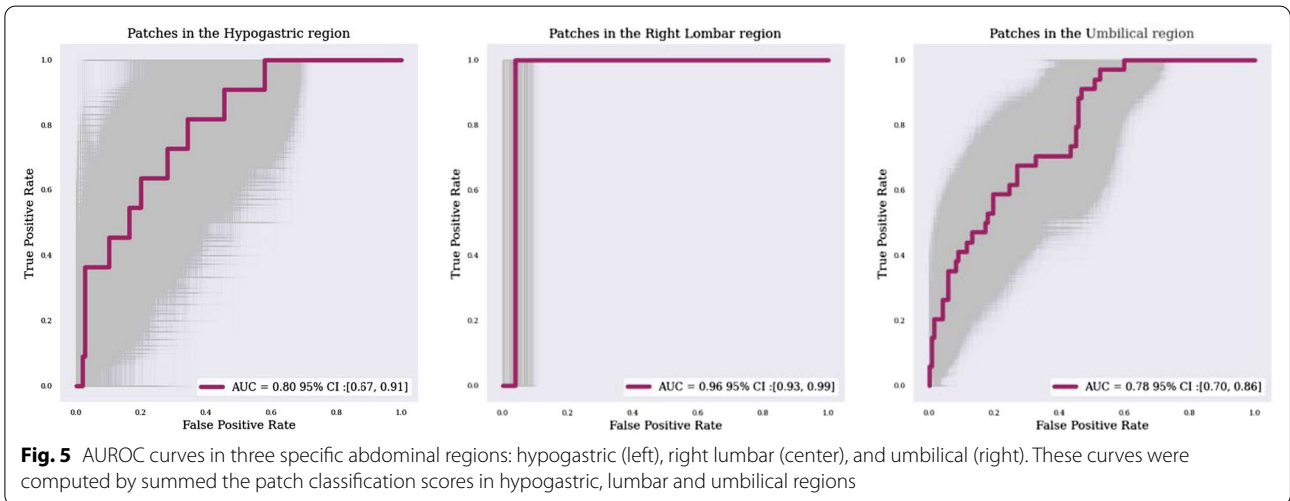 Patches in the Hypogastric region
True Positive Rate
1.0
0.8
0.6
0.4
0.2
0.0
AUC = 0.80 95% CI :[0.67, 0.91]
0.0 0.2 0.4 0.6 0.8 1.0
False Positive Rate
Patches in the Right Lombar region
True Positive Rate
1.0
0.8
0.6
0.4
0.2
0.0
AUC = 0.96 95% CI :[0.93, 0.99]
0.0 0.2 0.4 0.6 0.8 1.0
False Positive Rate
Patches in the Umbilical region
True Positive Rate
1.0
0.8
0.6
0.4
0.2
0.0
AUC = 0.78 95% CI :[0.70, 0.86]
0.0 0.2 0.4 0.6 0.8 1.0
False Positive Rate
Fig. 5 AUROC curves in three specific abdominal regions: hypogastric (left), right lumbar (center), and umbilical (right). These curves were
computed by summed the patch classification scores in hypogastric, lumbar and umbilical regions